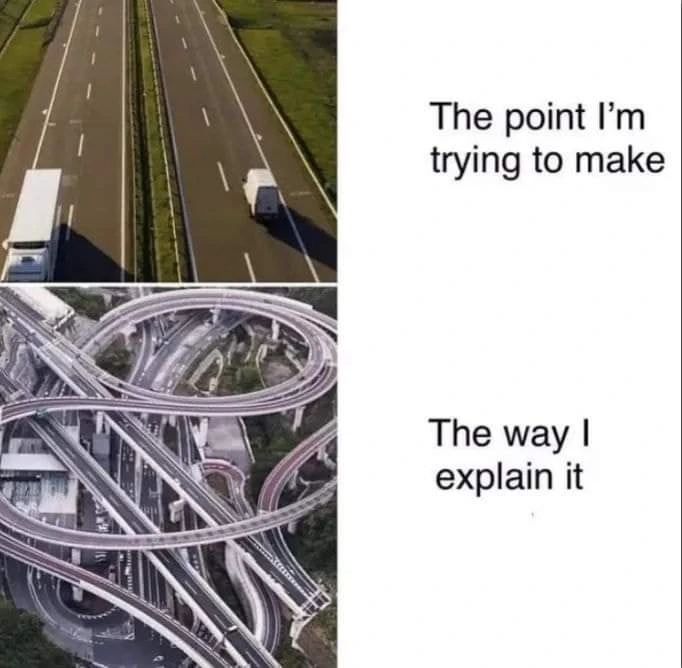 The point I'm
trying to make
The way I
explain it